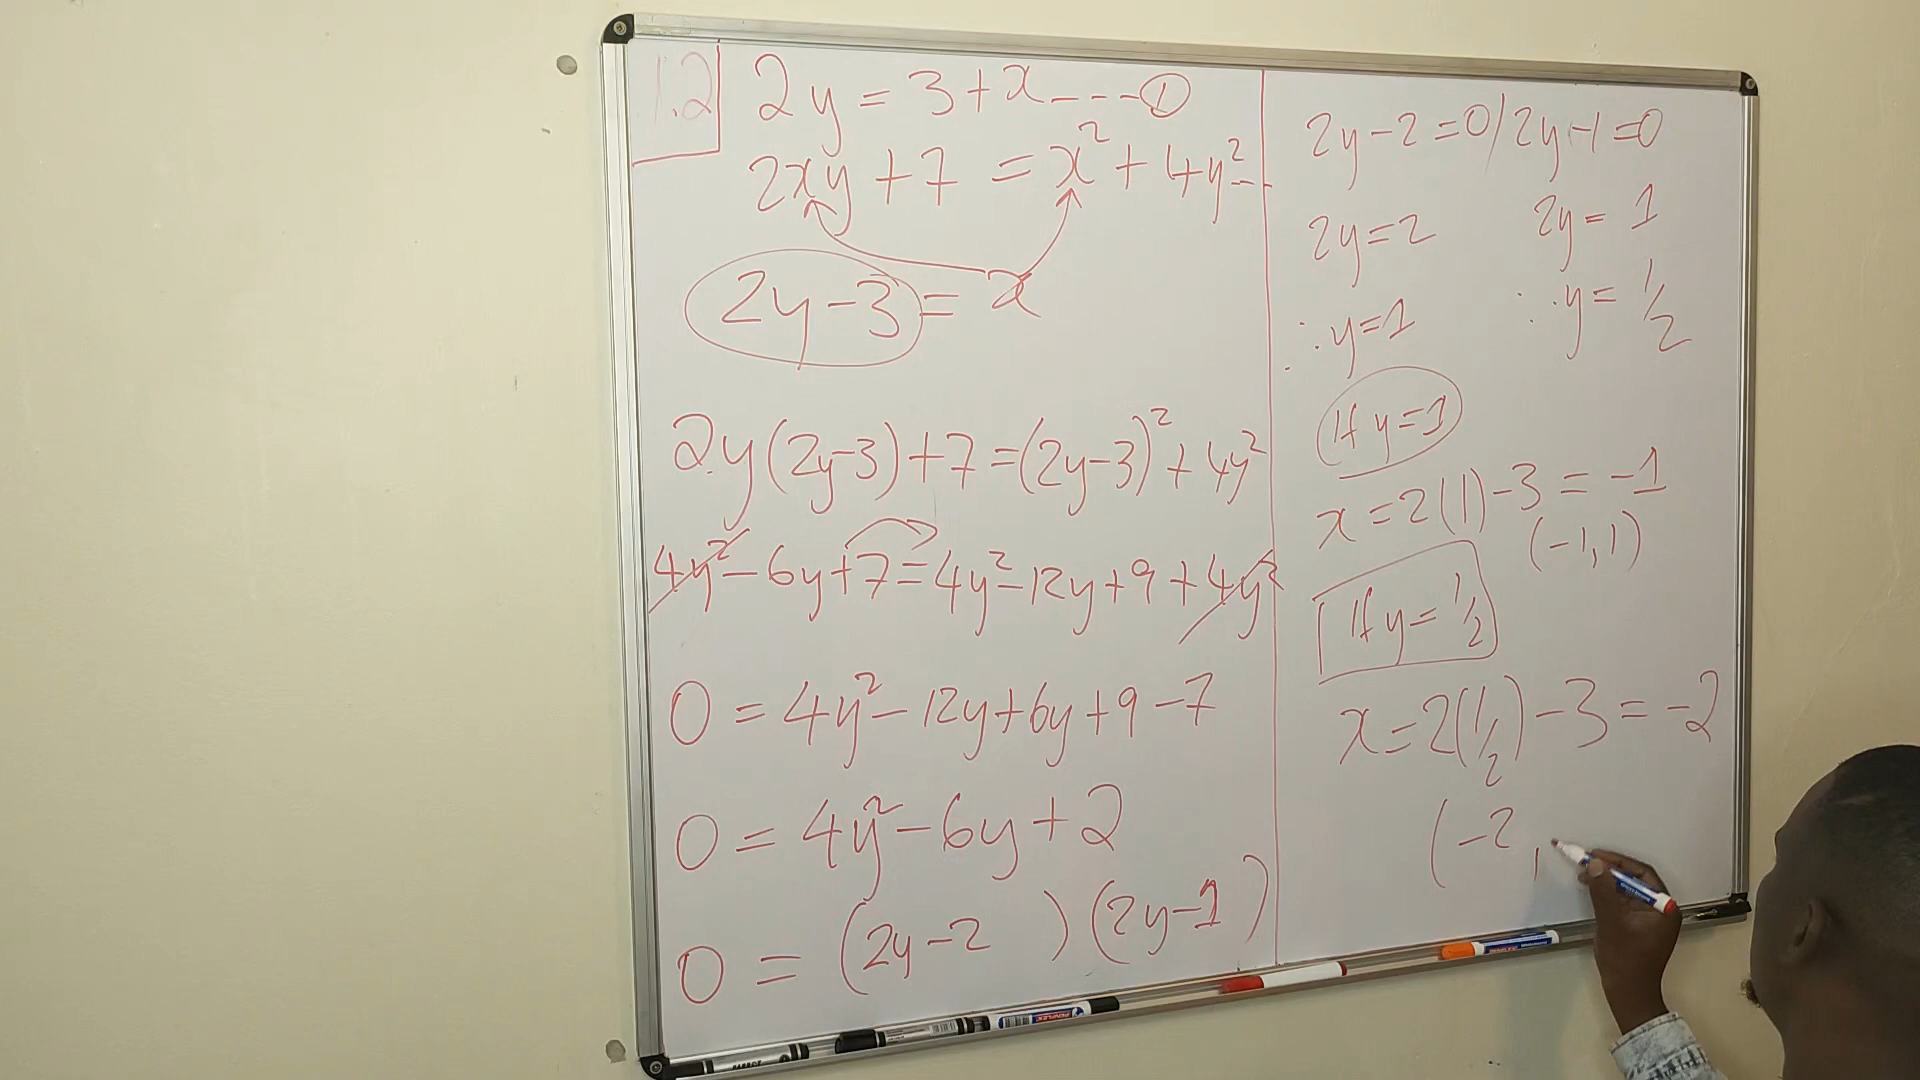 1.2
2y = 3 + x ---- ①
2xy + 7 = x² + 4y² --
2y - 3 = x
2y(2y-3) + 7 = (2y-3)² + 4y²
4y² - 6y + 7 = 4y² - 12y + 9 + 4y²
0 = 4y² - 12y + 6y + 9 - 7
0 = 4y² - 6y + 2
0 = (2y - 2 ) (2y - 1 )
2y - 2 = 0 / 2y - 1 = 0
2y = 2 2y = 1
∴ y = 1 ∴ y = 1/2
If y = 1
x = 2(1) - 3 = -1
(-1, 1)
If y = 1/2
x = 2(1/2) - 3 = -2
(-2 ,